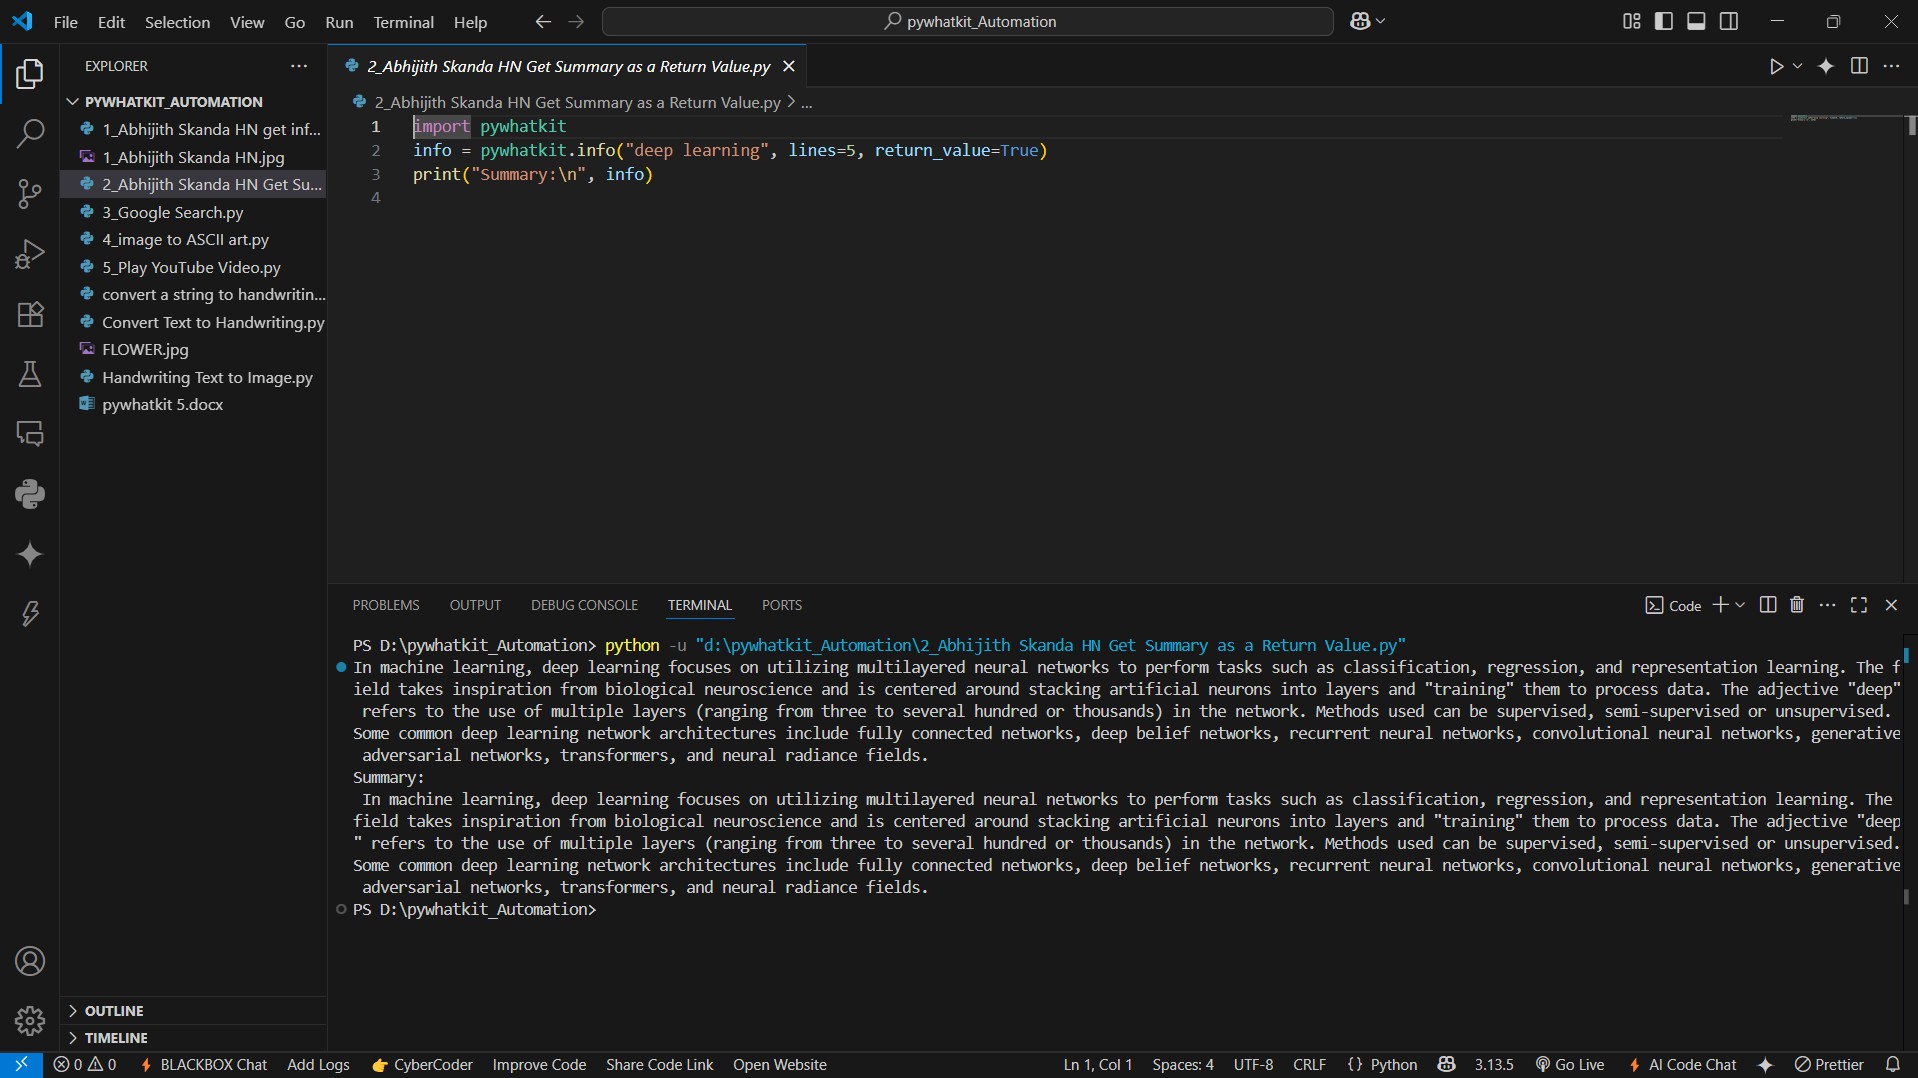 File Edit Selection View Go Run Terminal Help
pywhatkit_Automation
EXPLORER
PYWHATKIT_AUTOMATION
1_Abhijith Skanda HN get inf...
1_Abhijith Skanda HN.jpg
2_Abhijith Skanda HN Get Su...
3_Google Search.py
4_image to ASCII art.py
5_Play YouTube Video.py
convert a string to handwritin...
Convert Text to Handwriting.py
FLOWER.jpg
Handwriting Text to Image.py
pywhatkit 5.docx
OUTLINE
TIMELINE
2_Abhijith Skanda HN Get Summary as a Return Value.py
2_Abhijith Skanda HN Get Summary as a Return Value.py > ...
1 import pywhatkit
2 info = pywhatkit.info("deep learning", lines=5, return_value=True)
3 print("Summary:\n", info)
4
PROBLEMS OUTPUT DEBUG CONSOLE TERMINAL PORTS
Code
PS D:\pywhatkit_Automation> python -u "d:\pywhatkit_Automation\2_Abhijith Skanda HN Get Summary as a Return Value.py"
In machine learning, deep learning focuses on utilizing multilayered neural networks to perform tasks such as classification, regression, and representation learning. The f
ield takes inspiration from biological neuroscience and is centered around stacking artificial neurons into layers and "training" them to process data. The adjective "deep"
refers to the use of multiple layers (ranging from three to several hundred or thousands) in the network. Methods used can be supervised, semi-supervised or unsupervised.
Some common deep learning network architectures include fully connected networks, deep belief networks, recurrent neural networks, convolutional neural networks, generative
adversarial networks, transformers, and neural radiance fields.
Summary:
In machine learning, deep learning focuses on utilizing multilayered neural networks to perform tasks such as classification, regression, and representation learning. The
field takes inspiration from biological neuroscience and is centered around stacking artificial neurons into layers and "training" them to process data. The adjective "deep
" refers to the use of multiple layers (ranging from three to several hundred or thousands) in the network. Methods used can be supervised, semi-supervised or unsupervised.
Some common deep learning network architectures include fully connected networks, deep belief networks, recurrent neural networks, convolutional neural networks, generative
adversarial networks, transformers, and neural radiance fields.
PS D:\pywhatkit_Automation>
0 0 BLACKBOX Chat Add Logs CyberCoder Improve Code Share Code Link Open Website Ln 1, Col 1 Spaces: 4 UTF-8 CRLF {} Python 3.13.5 Go Live AI Code Chat Prettier